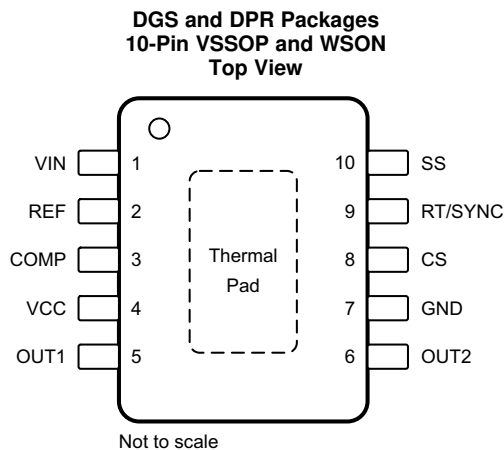 DGS and DPR Packages
10-Pin VSSOP and WSON
Top View
VIN 1 10 SS
REF 2 9 RT/SYNC
COMP 3 Thermal 8 CS
Pad
VCC 4 7 GND
OUT1 5 6 OUT2
Not to scale